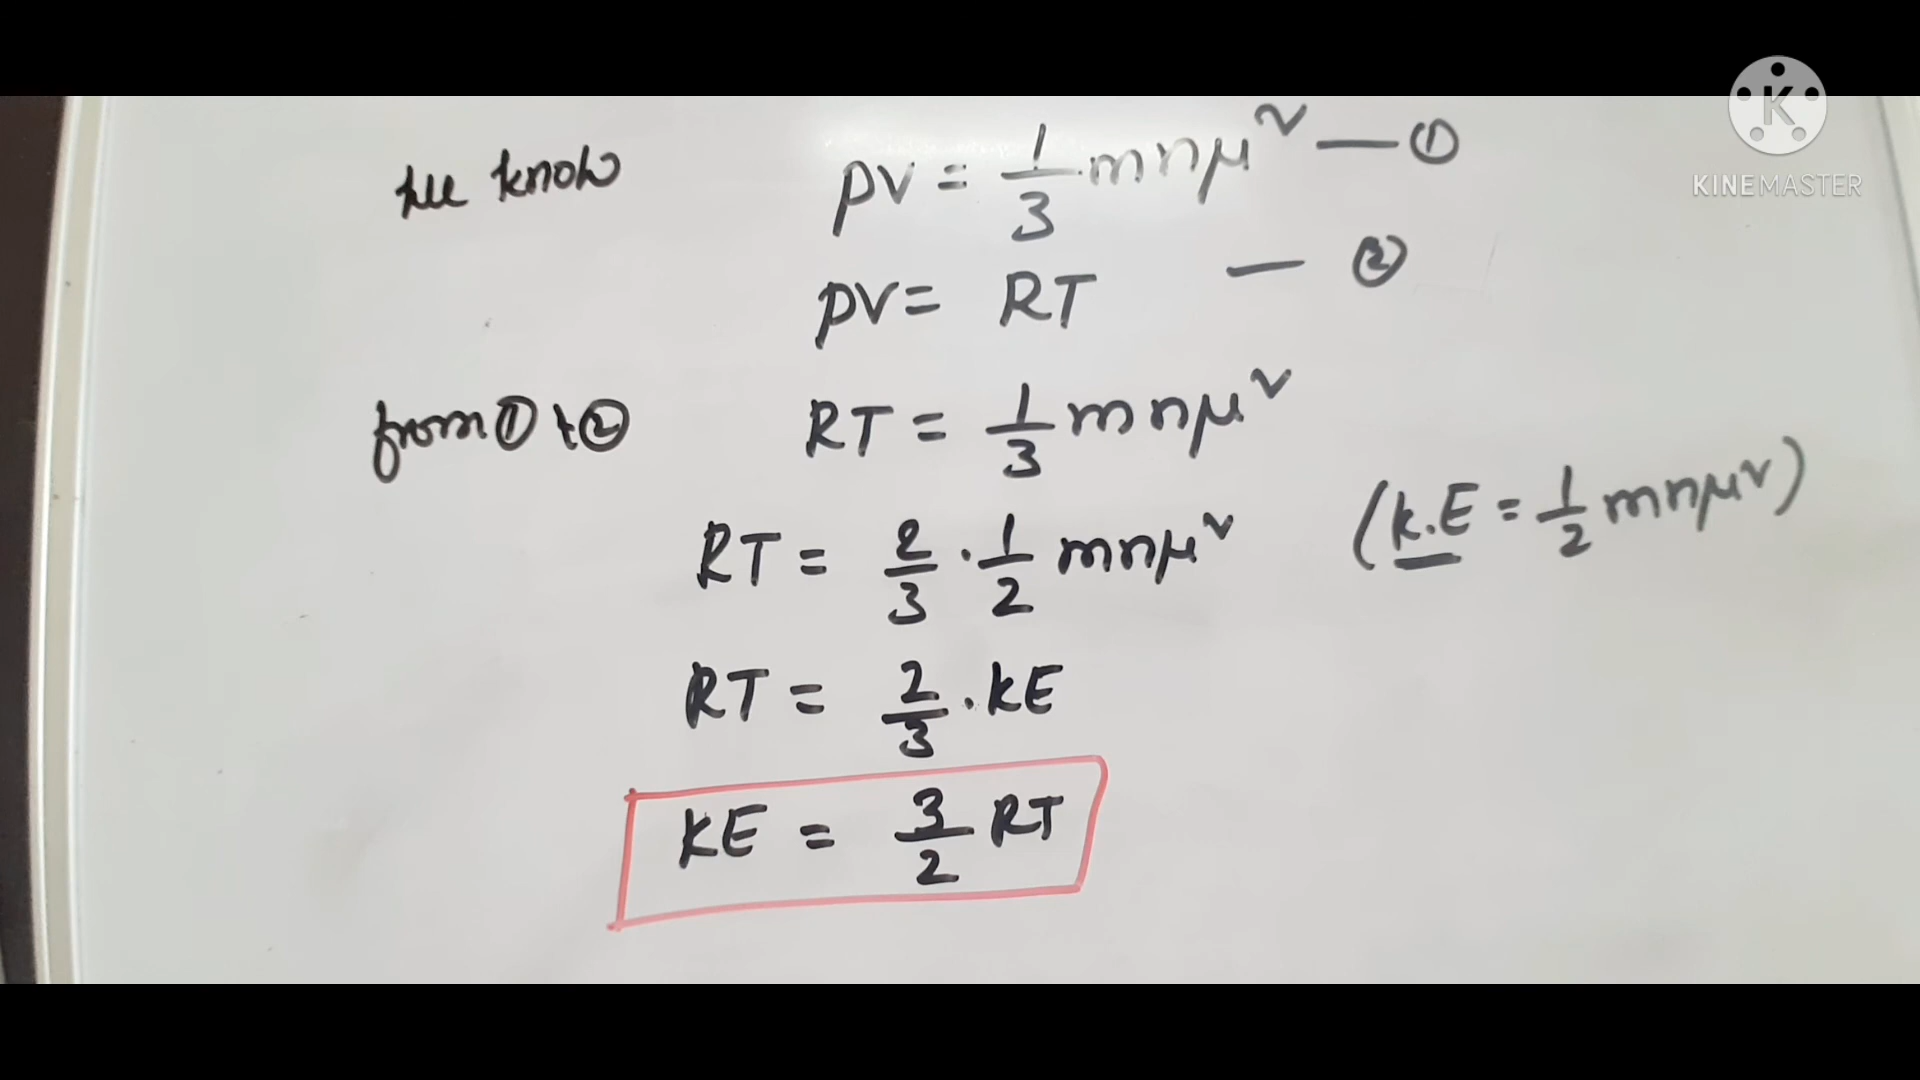 we know PV = 1/3 mnμ² — ①
KINEMASTER
PV = RT — ②
from ① & ② RT = 1/3 mnμ²
RT = 2/3 · 1/2 mnμ² (K.E = 1/2 mnμ²)
RT = 2/3 · KE
KE = 3/2 RT